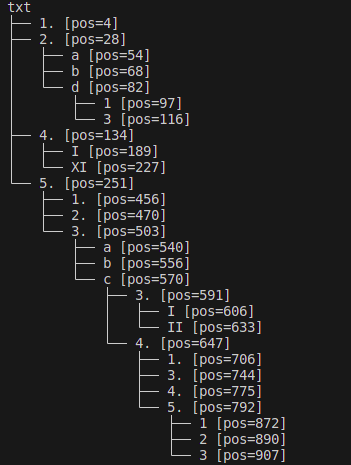 txt
├── 1. [pos=4]
├── 2. [pos=28]
│   ├── a [pos=54]
│   ├── b [pos=68]
│   └── d [pos=82]
│       ├── 1 [pos=97]
│       └── 3 [pos=116]
├── 4. [pos=134]
│   ├── I [pos=189]
│   └── XI [pos=227]
└── 5. [pos=251]
    ├── 1. [pos=456]
    ├── 2. [pos=470]
    └── 3. [pos=503]
        ├── a [pos=540]
        ├── b [pos=556]
        └── c [pos=570]
            ├── 3. [pos=591]
            │   ├── I [pos=606]
            │   └── II [pos=633]
            └── 4. [pos=647]
                ├── 1. [pos=706]
                ├── 3. [pos=744]
                ├── 4. [pos=775]
                └── 5. [pos=792]
                    ├── 1 [pos=872]
                    ├── 2 [pos=890]
                    └── 3 [pos=907]